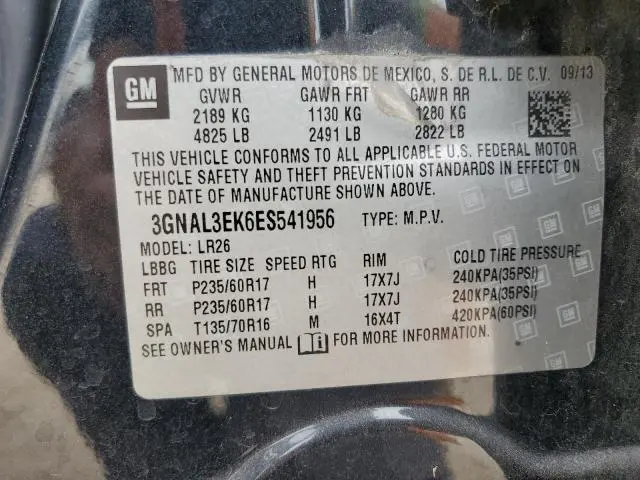 GM MFD BY GENERAL MOTORS DE MEXICO, S. DE R.L. DE C.V. 09/13
GVWR GAWR FRT GAWR RR
2189 KG 1130 KG 1280 KG
4825 LB 2491 LB 2822 LB
THIS VEHICLE CONFORMS TO ALL APPLICABLE U.S. FEDERAL MOTOR
VEHICLE SAFETY AND THEFT PREVENTION STANDARDS IN EFFECT ON
THE DATE OF MANUFACTURE SHOWN ABOVE.
3GNAL3EK6ES541956 TYPE: M.P.V.
MODEL: LR26
LBBG TIRE SIZE SPEED RTG RIM COLD TIRE PRESSURE
FRT P235/60R17 H 17X7J 240KPA(35PSI)
RR P235/60R17 H 17X7J 240KPA(35PSI)
SPA T135/70R16 M 16X4T 420KPA(60PSI)
SEE OWNER'S MANUAL FOR MORE INFORMATION.